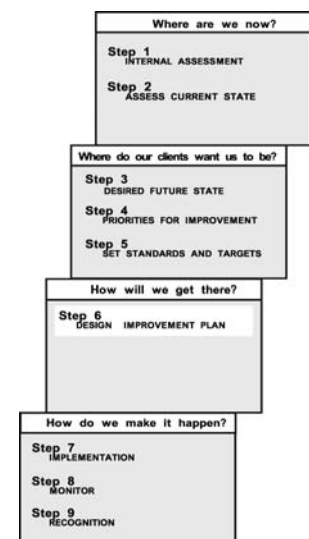 Where are we now?
Step 1
INTERNAL ASSESSMENT
Step 2
ASSESS CURRENT STATE
Where do our clients want us to be?
Step 3
DESIRED FUTURE STATE
Step 4
PRIORITIES FOR IMPROVEMENT
Step 5
SET STANDARDS AND TARGETS
How will we get there?
Step 6
DESIGN IMPROVEMENT PLAN
How do we make it happen?
Step 7
IMPLEMENTATION
Step 8
MONITOR
Step 9
RECOGNITION